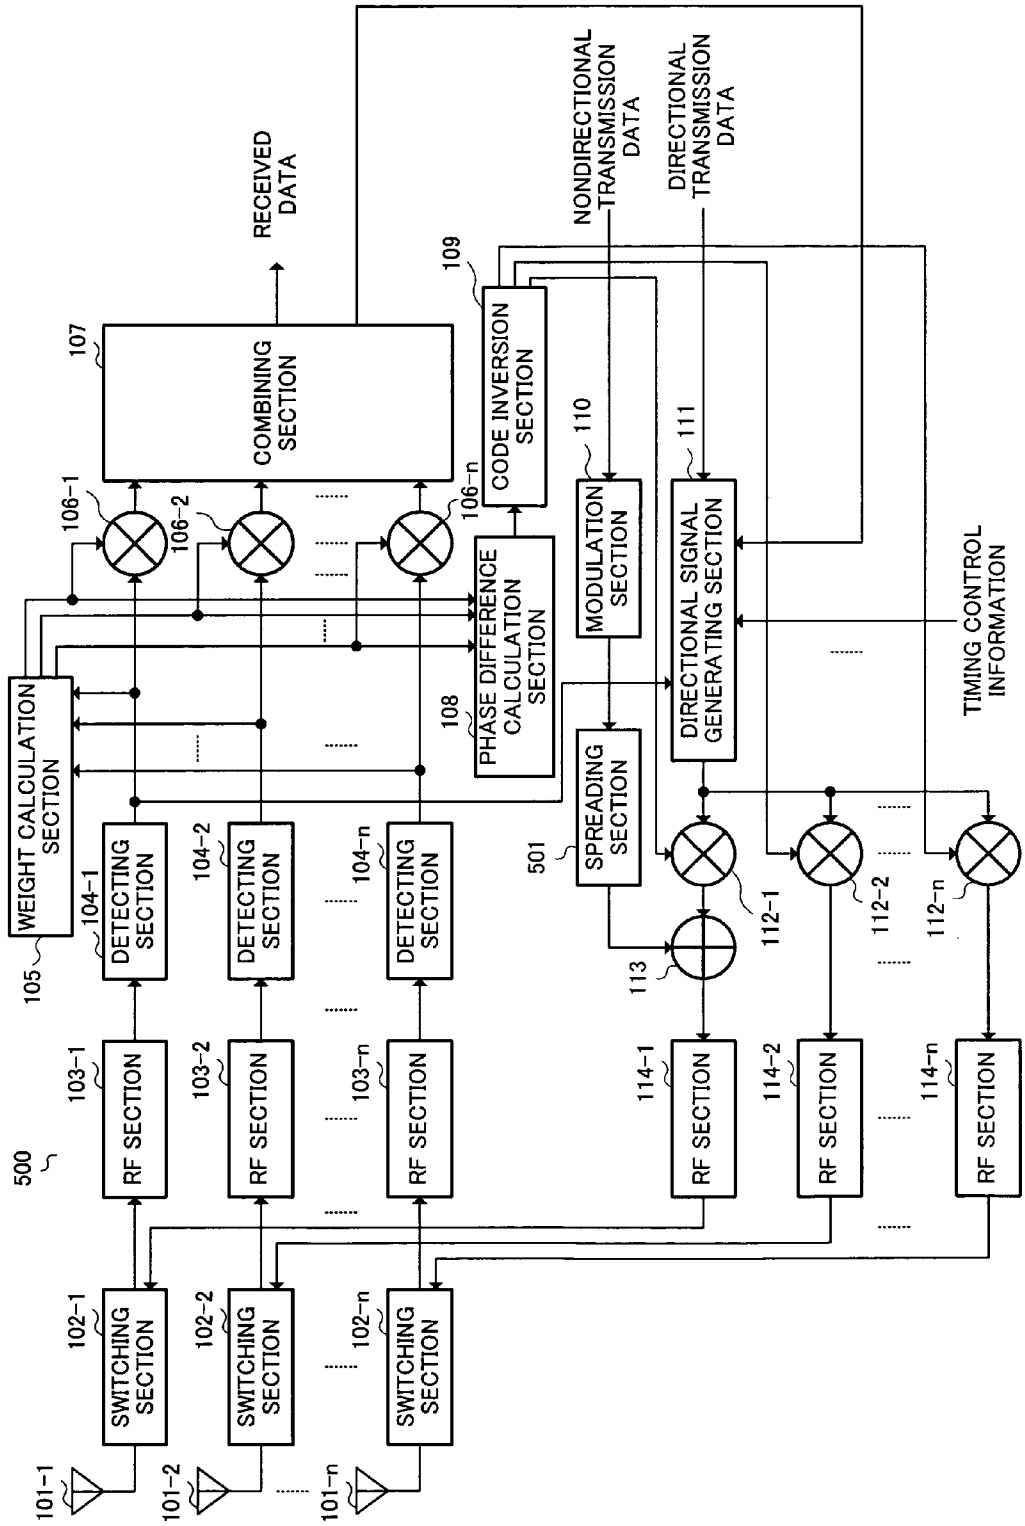 500
101-1
101-2
101-n
102-1
SWITCHING
SECTION
102-2
SWITCHING
SECTION
102-n
SWITCHING
SECTION
103-1
RF SECTION
103-2
RF SECTION
103-n
RF SECTION
104-1
DETECTING
SECTION
104-2
DETECTING
SECTION
104-n
DETECTING
SECTION
105
WEIGHT CALCULATION
SECTION
106-1
106-2
106-n
107
COMBINING
SECTION
RECEIVED
DATA
108
PHASE DIFFERENCE
CALCULATION
SECTION
109
CODE INVERSION
SECTION
NONDIRECTIONAL
TRANSMISSION
DATA
110
MODULATION
SECTION
501
SPREADING
SECTION
DIRECTIONAL
TRANSMISSION
DATA
111
DIRECTIONAL SIGNAL
GENERATING SECTION
TIMING CONTROL
INFORMATION
112-1
112-2
112-n
113
114-1
RF SECTION
114-2
RF SECTION
114-n
RF SECTION